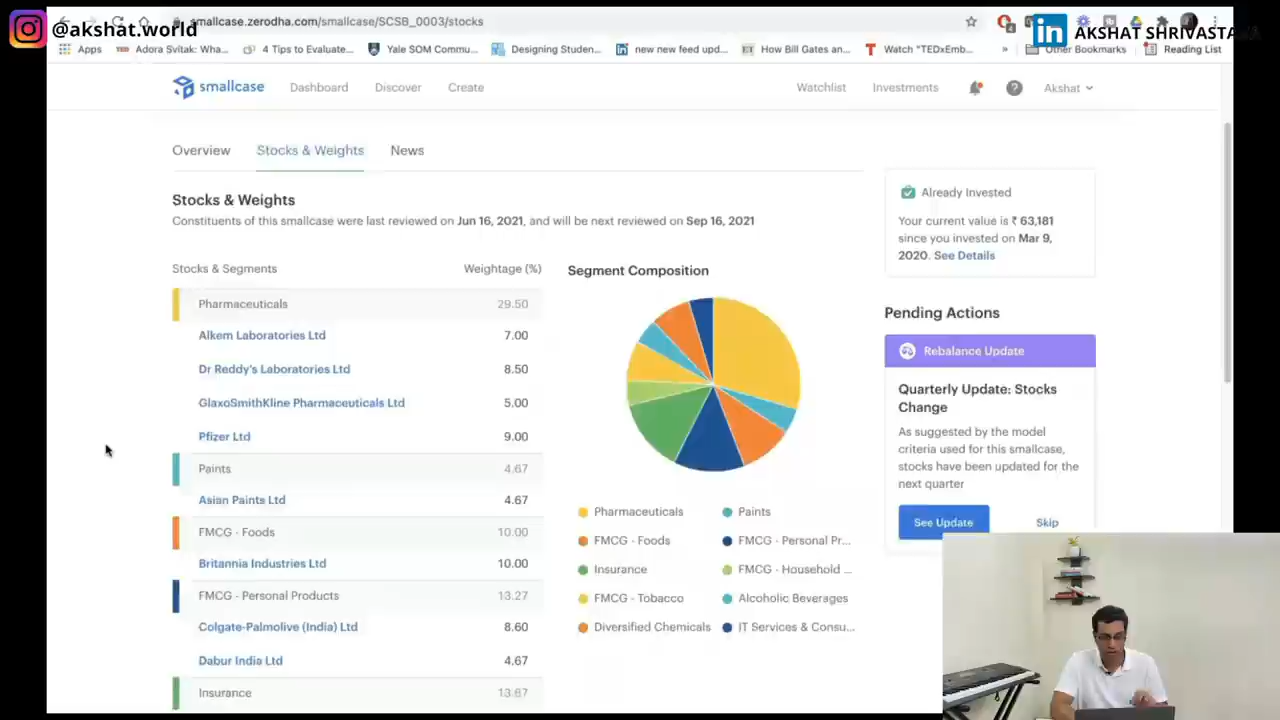 @akshat.world
smallcase.zerodha.com/smallcase/SCSB_0003/stocks
AKSHAT SHRIVASTAVA
Apps
Adora Svitak: Wha...
4 Tips to Evaluate...
Yale SOM Commu...
Designing Studen...
new new feed upd...
How Bill Gates an...
Watch "TEDxEmb...
»
Other Bookmarks
Reading List
smallcase
Dashboard
Discover
Create
Watchlist
Investments
Akshat
Overview
Stocks & Weights
News
Stocks & Weights
Constituents of this smallcase were last reviewed on Jun 16, 2021, and will be next reviewed on Sep 16, 2021
Stocks & Segments
Weightage (%)
Pharmaceuticals 29.50
Alkem Laboratories Ltd 7.00
Dr Reddy's Laboratories Ltd 8.50
GlaxoSmithKline Pharmaceuticals Ltd 5.00
Pfizer Ltd 9.00
Paints 4.67
Asian Paints Ltd 4.67
FMCG - Foods 10.00
Britannia Industries Ltd 10.00
FMCG - Personal Products 13.27
Colgate-Palmolive (India) Ltd 8.60
Dabur India Ltd 4.67
Insurance 13.67
Segment Composition
Pharmaceuticals
Paints
FMCG - Foods
FMCG - Personal Pr...
Insurance
FMCG - Household ...
FMCG - Tobacco
Alcoholic Beverages
Diversified Chemicals
IT Services & Consu...
Already Invested
Your current value is ₹ 63,181
since you invested on Mar 9,
2020. See Details
Pending Actions
Rebalance Update
Quarterly Update: Stocks
Change
As suggested by the model
criteria used for this smallcase,
stocks have been updated for the
next quarter
See Update
Skip